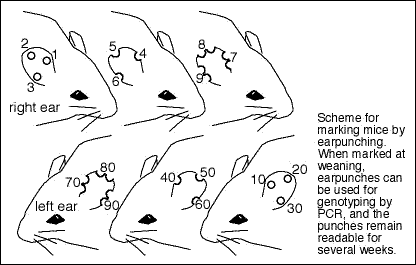 2
1
3
right ear
5
4
6
8
7
9
80
70
90
left ear
50
40
60
20
10
30
Scheme for
marking mice by
earpunching.
When marked at
weaning,
earpunches can
be used for
genotyping by
PCR, and the
punches remain
readable for
several weeks.